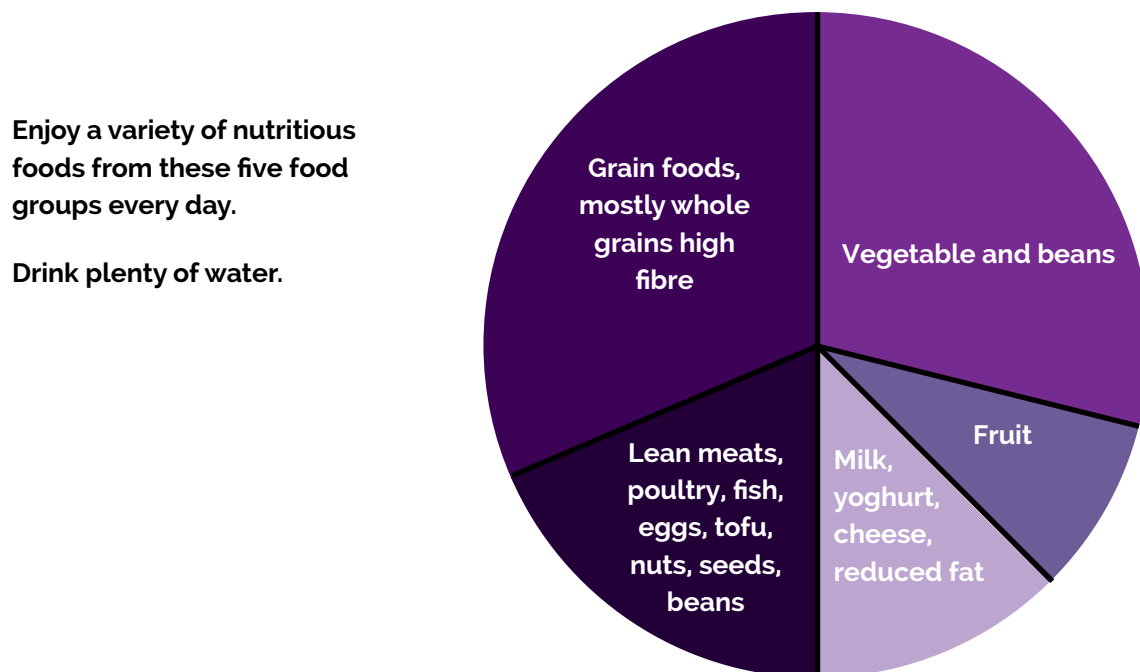 Enjoy a variety of nutritious
foods from these five food
groups every day.
Drink plenty of water.
Grain foods,
mostly whole
grains high
fibre
Vegetable and beans
Fruit
Milk,
yoghurt,
cheese,
reduced fat
Lean meats,
poultry, fish,
eggs, tofu,
nuts, seeds,
beans